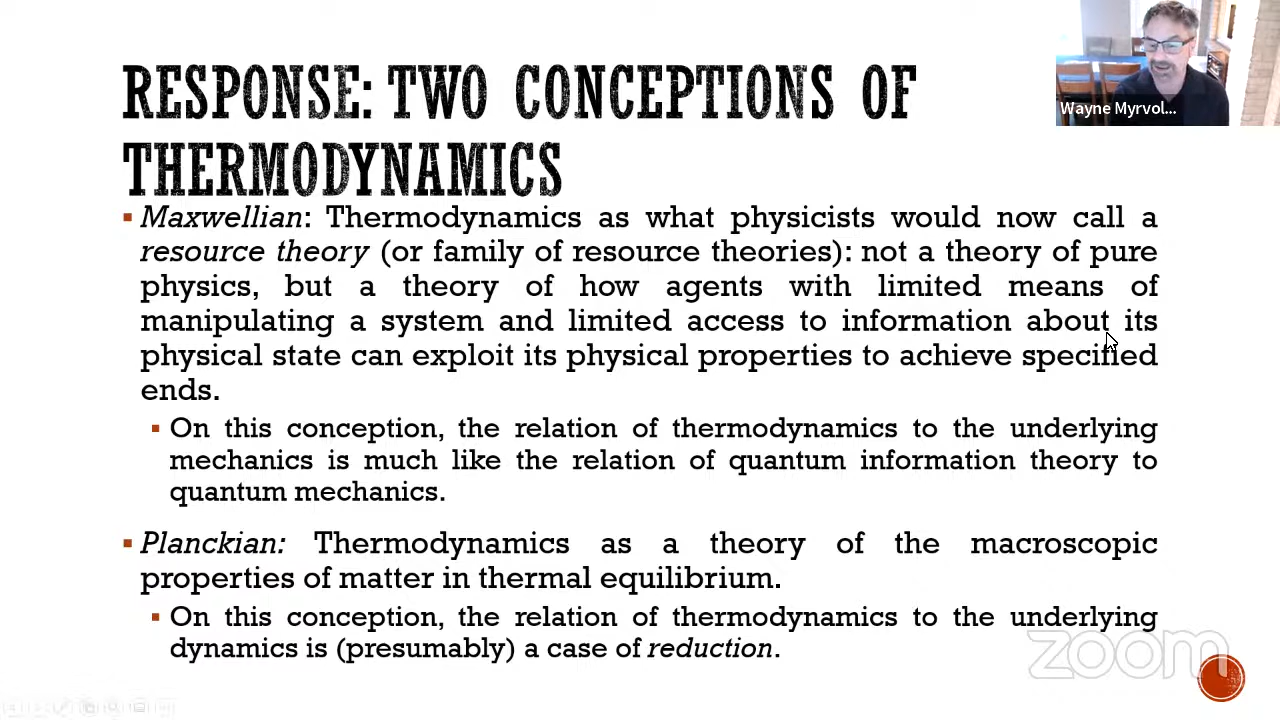 RESPONSE: TWO CONCEPTIONS OF
THERMODYNAMICS
Wayne Myrvol...
▪ Maxwellian: Thermodynamics as what physicists would now call a
resource theory (or family of resource theories): not a theory of pure
physics, but a theory of how agents with limited means of
manipulating a system and limited access to information about its
physical state can exploit its physical properties to achieve specified
ends.
▪ On this conception, the relation of thermodynamics to the underlying
mechanics is much like the relation of quantum information theory to
quantum mechanics.
▪ Planckian: Thermodynamics as a theory of the macroscopic
properties of matter in thermal equilibrium.
▪ On this conception, the relation of thermodynamics to the underlying
dynamics is (presumably) a case of reduction.
zoom